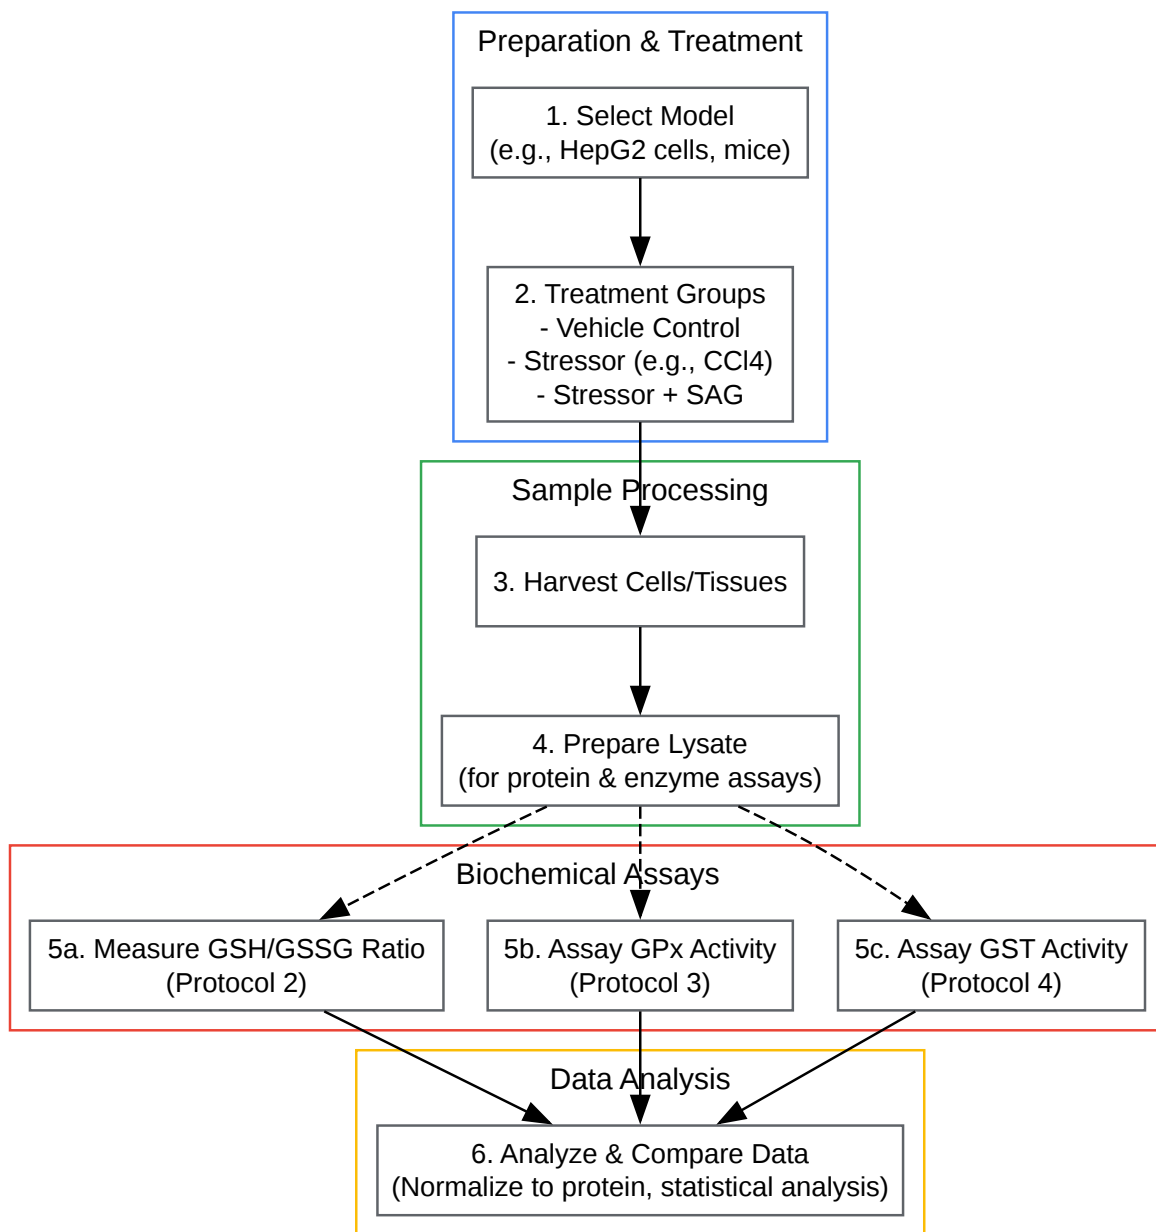 Preparation & Treatment
1. Select Model
(e.g., HepG2 cells, mice)
2. Treatment Groups
- Vehicle Control
- Stressor (e.g., CCl4)
- Stressor + SAG
Sample Processing
3. Harvest Cells/Tissues
4. Prepare Lysate
(for protein & enzyme assays)
Biochemical Assays
5a. Measure GSH/GSSG Ratio
(Protocol 2)
5b. Assay GPx Activity
(Protocol 3)
5c. Assay GST Activity
(Protocol 4)
Data Analysis
6. Analyze & Compare Data
(Normalize to protein, statistical analysis)